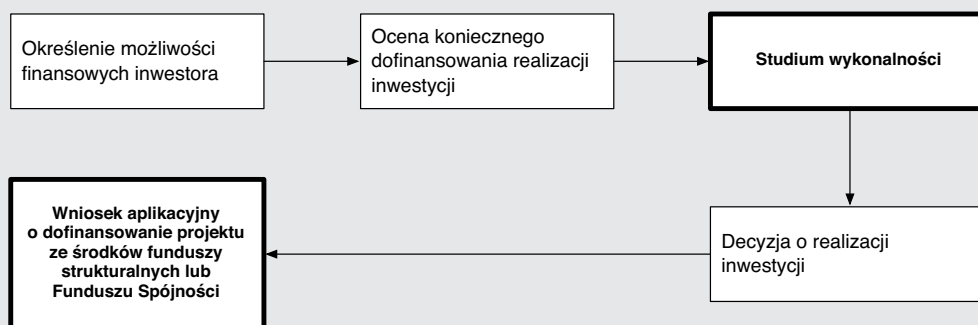 Określenie możliwości
finansowych inwestora
Ocena koniecznego
dofinansowania realizacji
inwestycji
Studium wykonalności
Decyzja o realizacji
inwestycji
Wniosek aplikacyjny
o dofinansowanie projektu
ze środków funduszy
strukturalnych lub
Funduszu Spójności